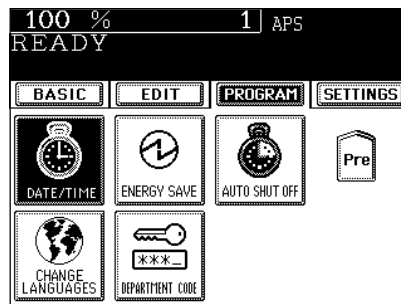 100 % 1 APS
READY
BASIC EDIT PROGRAM SETTINGS
DATE/TIME ENERGY SAVE AUTO SHUT OFF Pre
CHANGE
LANGUAGES
***_
DEPARTMENT CODE